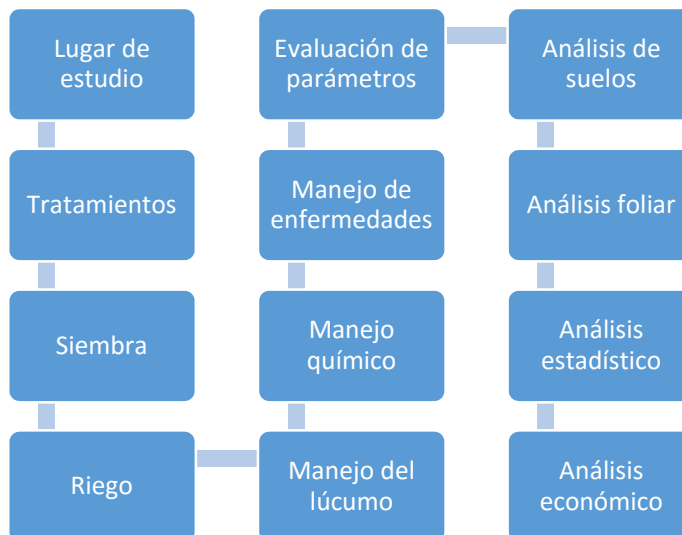 Lugar de
estudio
Tratamientos
Siembra
Riego
Manejo del
lúcumo
Manejo
químico
Manejo de
enfermedades
Evaluación de
parámetros
Análisis de
suelos
Análisis foliar
Análisis
estadístico
Análisis
económico